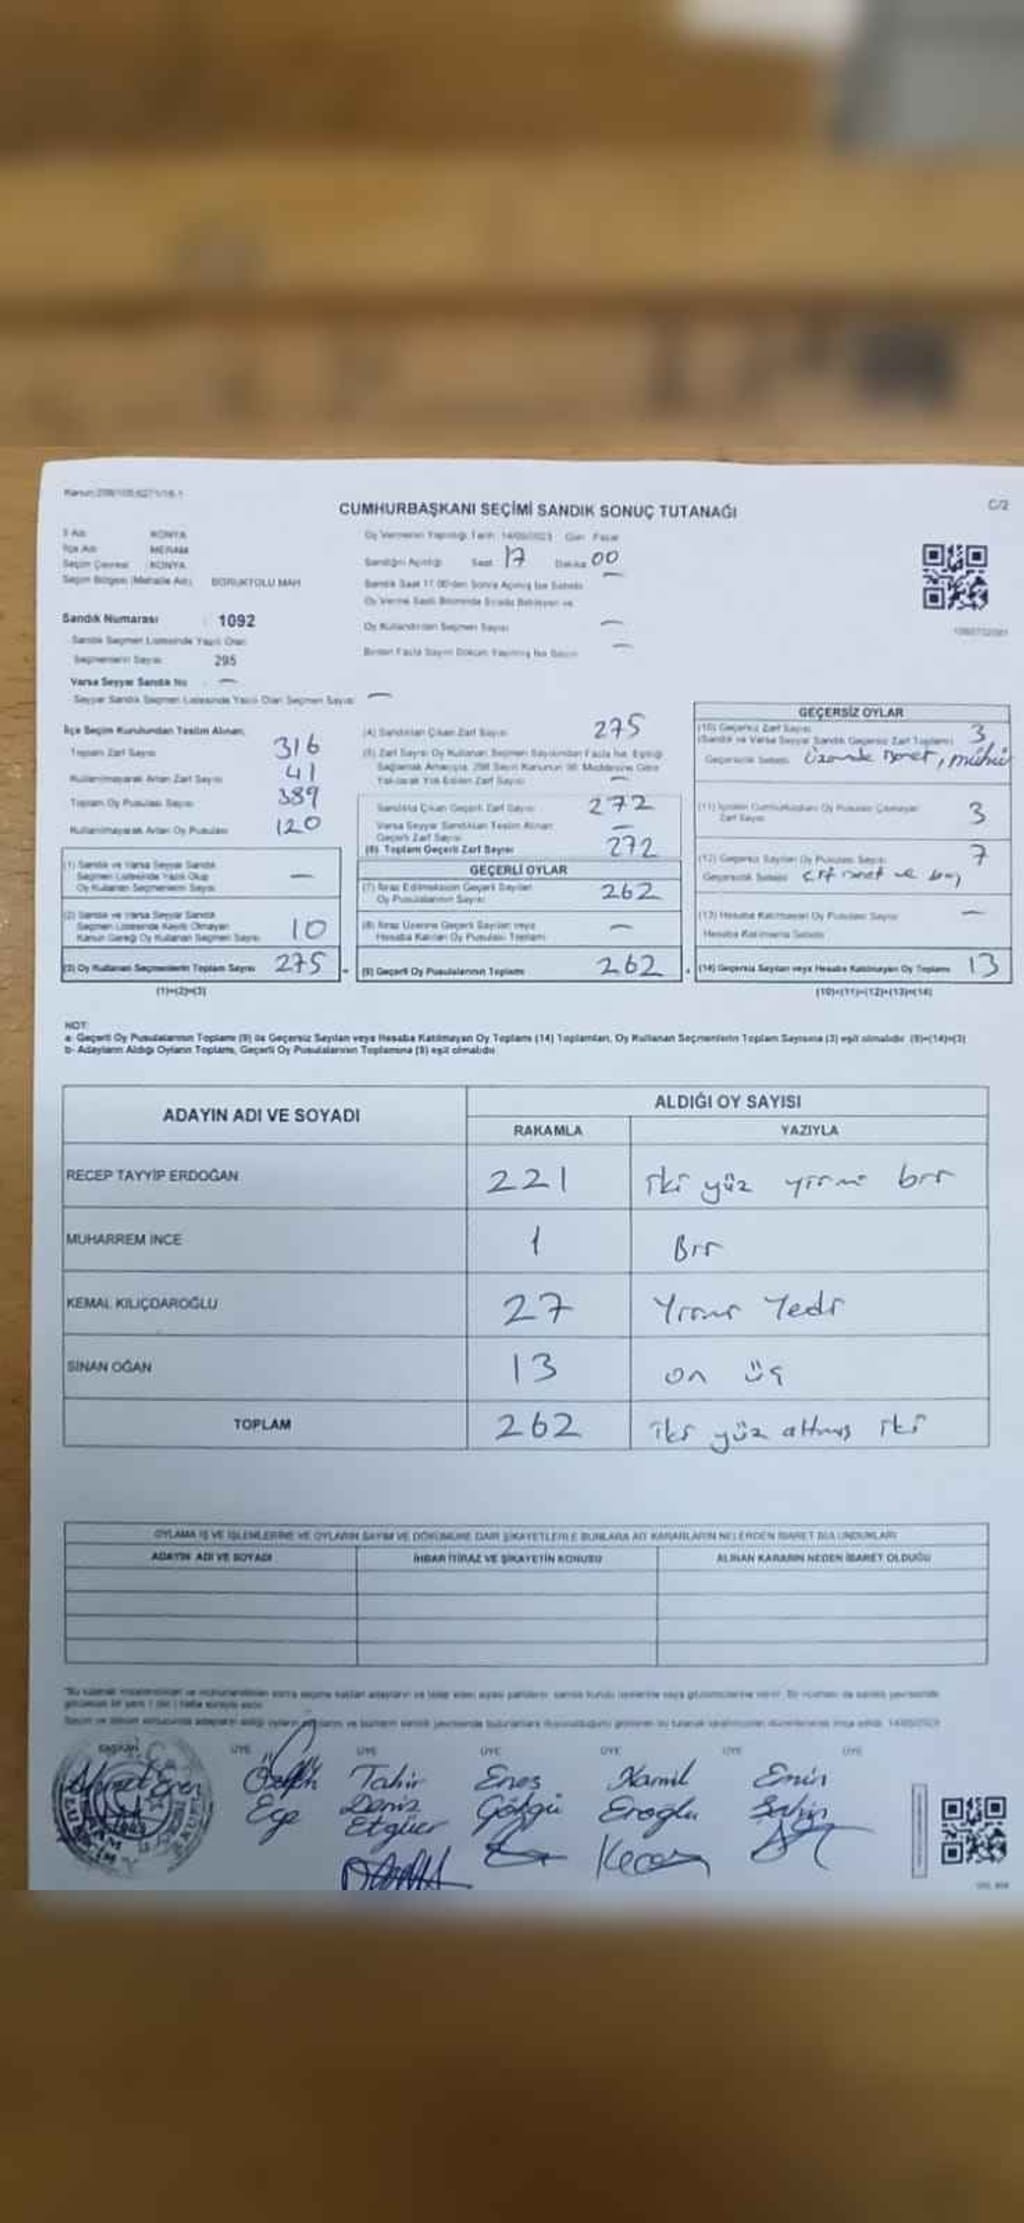 CUMHURBAŞKANI SEÇİMİ SANDIK SONUÇ TUTANAĞI
C/2
İl Adı KONYA
İlçe Adı MERAM
Seçim Çevresi KONYA
Seçim Bölgesi (Mahalle Adı) BORUKTOLU MAH
Oy Vermenin Yapıldığı Tarih 14/05/2023 Gün Pazar
Sandığın Açıldığı Saat 17 Dakika 00
Sandık Saat 17.00'den Sonra Açılmış İse Sebebi —
Oy Verme Saati Bitiminde Sırada Bekleyen ve
Oy Kullandırılan Seçmen Sayısı —
Birden Fazla Sayım Döküm Yapılmış İse Sayısı —
Sandık Numarası : 1092
Sandık Seçmen Listesinde Yazılı Olan
Seçmenlerin Sayısı 295
Varsa Seyyar Sandık No : —
Seyyar Sandık Seçmen Listesinde Yazılı Olan Seçmen Sayısı —
İlçe Seçim Kurulundan Teslim Alınan;
Toplam Zarf Sayısı 316
Kullanılmayarak Artan Zarf Sayısı 41
Toplam Oy Pusulası Sayısı 389
Kullanılmayarak Artan Oy Pusulası 120
(1) Sandık ve Varsa Seyyar Sandık
Seçmen Listesinde Yazılı Olup
Oy Kullanan Seçmenlerin Sayısı —
(2) Sandık ve Varsa Seyyar Sandık
Seçmen Listesinde Kayıtlı Olmayan
Kanun Gereği Oy Kullanan Seçmen Sayısı 10
(3) Oy Kullanan Seçmenlerin Toplam Sayısı 275
(1)+(2)=(3)
(4) Sandıktan Çıkan Zarf Sayısı 275
(5) Zarf Sayısı Oy Kullanan Seçmen Sayısından Fazla İse, Eşitliği
Sağlamak Amacıyla, 298 Sayılı Kanunun 98. Maddesine Göre
Yakılarak Yok Edilen Zarf Sayısı —
Sandıkta Çıkan Geçerli Zarf Sayısı 272
Varsa Seyyar Sandıktan Teslim Alınan
Geçerli Zarf Sayısı —
(6) Toplam Geçerli Zarf Sayısı 272
GEÇERLİ OYLAR
(7) İtiraz Edilmeksizin Geçerli Sayılan
Oy Pusulalarının Sayısı 262
(8) İtiraz Üzerine Geçerli Sayılan veya
Hesaba Katılan Oy Pusulası Toplamı —
(9) Geçerli Oy Pusulalarının Toplamı 262
GEÇERSİZ OYLAR
(10) Geçersiz Zarf Sayısı 3
(Sandık ve Varsa Seyyar Sandık Geçersiz Zarf Toplamı)
Geçersizlik Sebebi Üzerinde işaret, mühür
(11) İçinden Cumhurbaşkanı Oy Pusulası Çıkmayan
Zarf Sayısı 3
(12) Geçersiz Sayılan Oy Pusulası Sayısı 7
Geçersizlik Sebebi Çift işaret ve boş
(13) Hesaba Katılmayan Oy Pusulası Sayısı —
Hesaba Katılmama Sebebi
(14) Geçersiz Sayılan veya Hesaba Katılmayan Oy Toplamı 13
(10)+(11)+(12)+(13)=(14)
NOT:
a- Geçerli Oy Pusulalarının Toplamı (9) ile Geçersiz Sayılan veya Hesaba Katılmayan Oy Toplamı (14) Toplamları, Oy Kullanan Seçmenlerin Toplam Sayısına (3) eşit olmalıdır. (9)+(14)=(3)
b- Adayların Aldığı Oyların Toplamı, Geçerli Oy Pusulalarının Toplamına (9) eşit olmalıdır.
ADAYIN ADI VE SOYADI ALDIĞI OY SAYISI
RAKAMLA YAZIYLA
RECEP TAYYİP ERDOĞAN 221 iki yüz yirmi bir
MUHARREM İNCE 1 Bir
KEMAL KILIÇDAROĞLU 27 Yirmi Yedi
SİNAN OĞAN 13 on üç
TOPLAM 262 iki yüz altmış iki
OYLAMA İŞ VE İŞLEMLERİNE VE OYLARIN SAYIM VE DÖKÜMÜNE DAİR ŞİKAYETLERLE BUNLARA AİT KARARLARIN NELERDEN İBARET BULUNDUKLARI
ADAYIN ADI VE SOYADI İHBAR İTİRAZ VE ŞİKAYETİN KONUSU ALINAN KARARIN NEDEN İBARET OLDUĞU
BAŞKAN ÜYE ÜYE ÜYE ÜYE ÜYE ÜYE
Ahmet Eren Tahir Enes Kamil Emin
Ege Deniz Gökgü Eroğlu Şahin
Etgüer